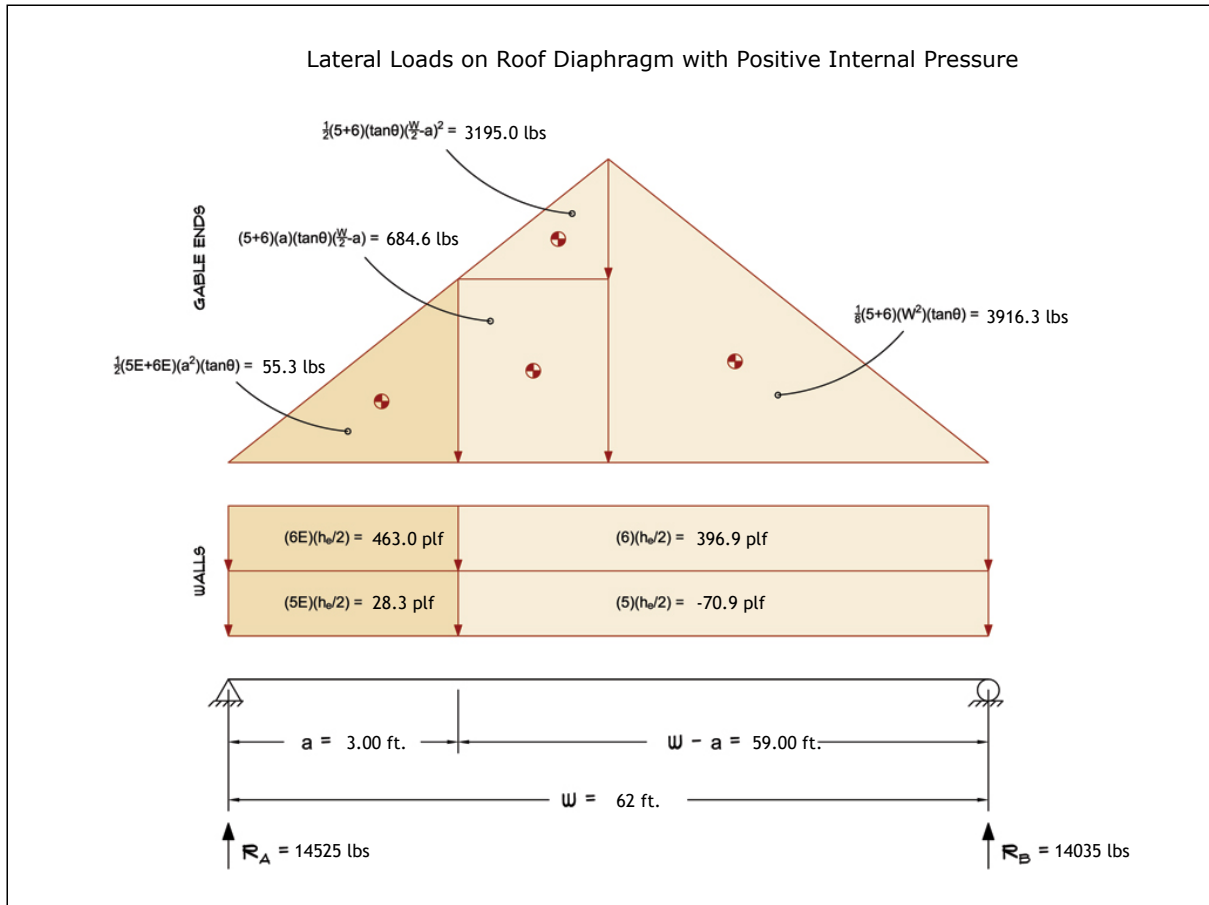 Lateral Loads on Roof Diaphragm with Positive Internal Pressure
½(5+6)(tanθ)(W/2-a)² = 3195.0 lbs
GABLE ENDS
(5+6)(a)(tanθ)(W/2-a) = 684.6 lbs
⅛(5+6)(W²)(tanθ) = 3916.3 lbs
½(5E+6E)(a²)(tanθ) = 55.3 lbs
WALLS
(6E)(hₑ/2) = 463.0 plf
(6)(hₑ/2) = 396.9 plf
(5E)(hₑ/2) = 28.3 plf
(5)(hₑ/2) = -70.9 plf
a = 3.00 ft.
W - a = 59.00 ft.
W = 62 ft.
R_A = 14525 lbs
R_B = 14035 lbs